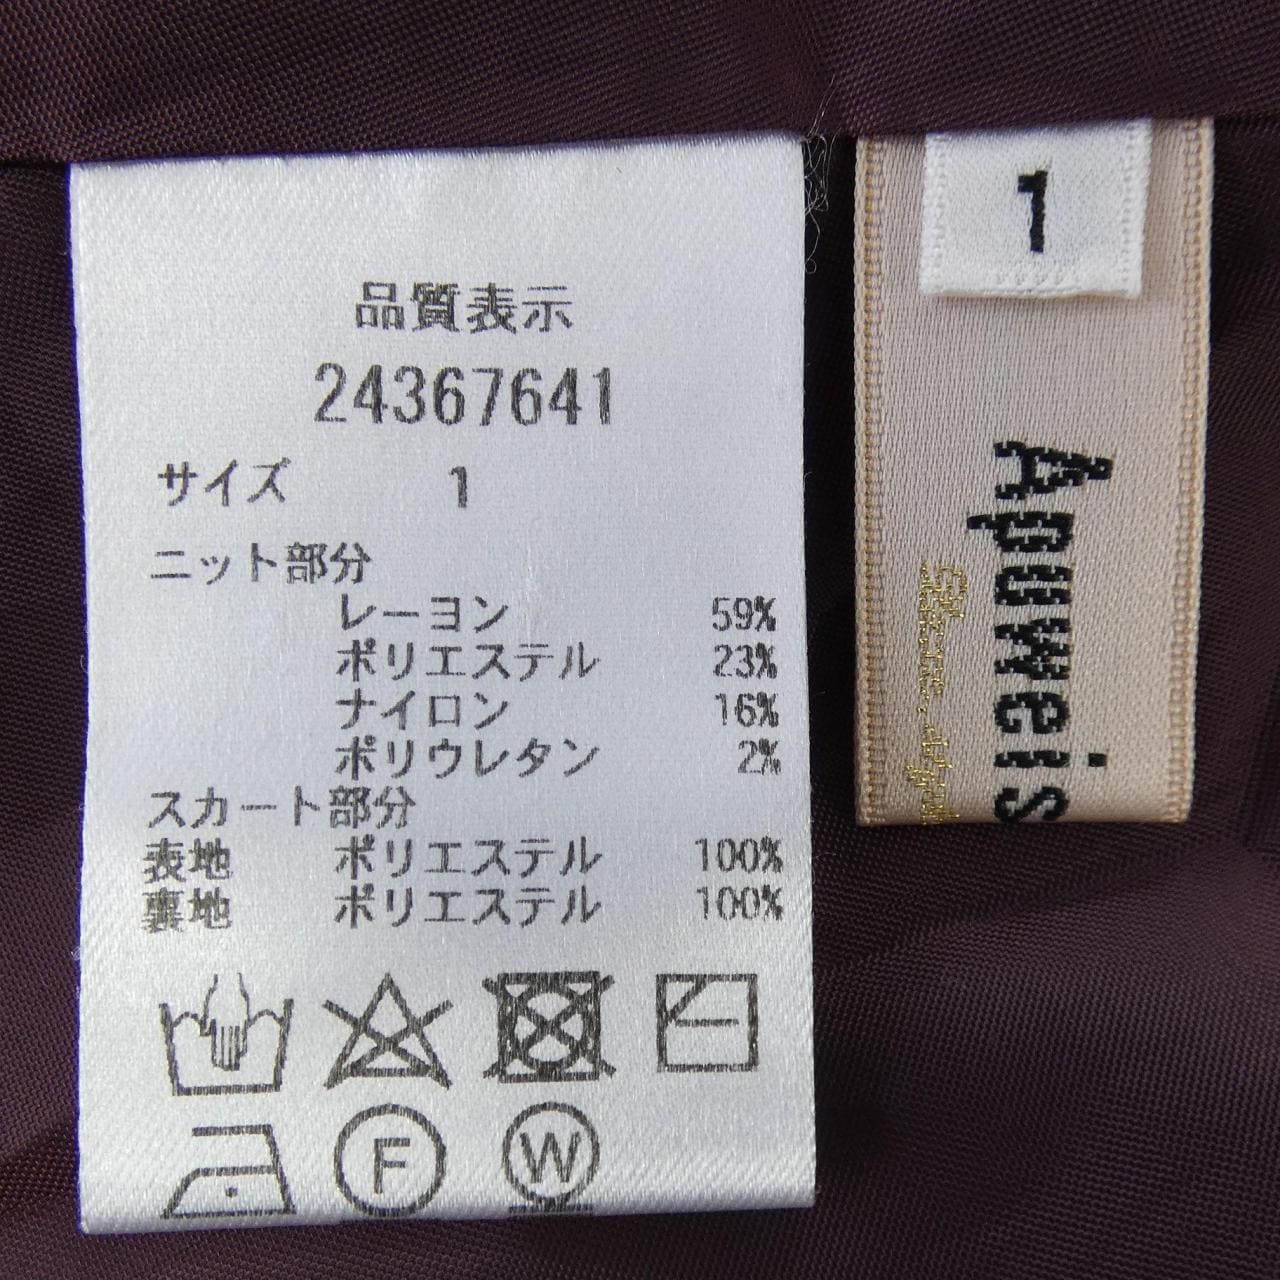 品質表示
24367641
サイズ 1
ニット部分
レーヨン 59%
ポリエステル 23%
ナイロン 16%
ポリウレタン 2%
スカート部分
表地 ポリエステル 100%
裏地 ポリエステル 100%
F
W
1
Apuweis